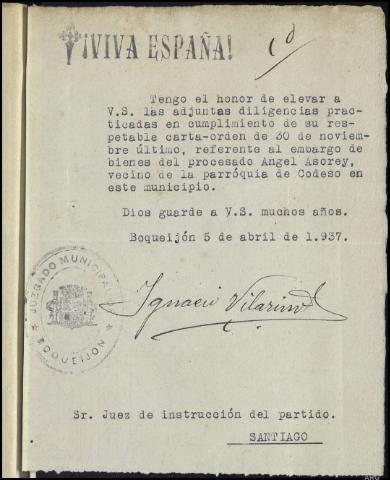 ¡VIVA ESPAÑA!
Tengo el honor de elevar a
V.S. las adjuntas diligencias prac-
ticadas en cumplimiento de su res-
petable carta-orden de 30 de noviem-
bre último, referente al embargo de
bienes del procesado Angel Asorey,
vecino de la parróquia de Codeso en
este municipio.
Dios guarde a V.S. muchos años.
Boqueijón 5 de abril de 1.937.
JUZGADO MUNICIPAL
* BOQUEIJON *
Ignacio
Sr. Juez de instrucción del partido.
SANTIAGO